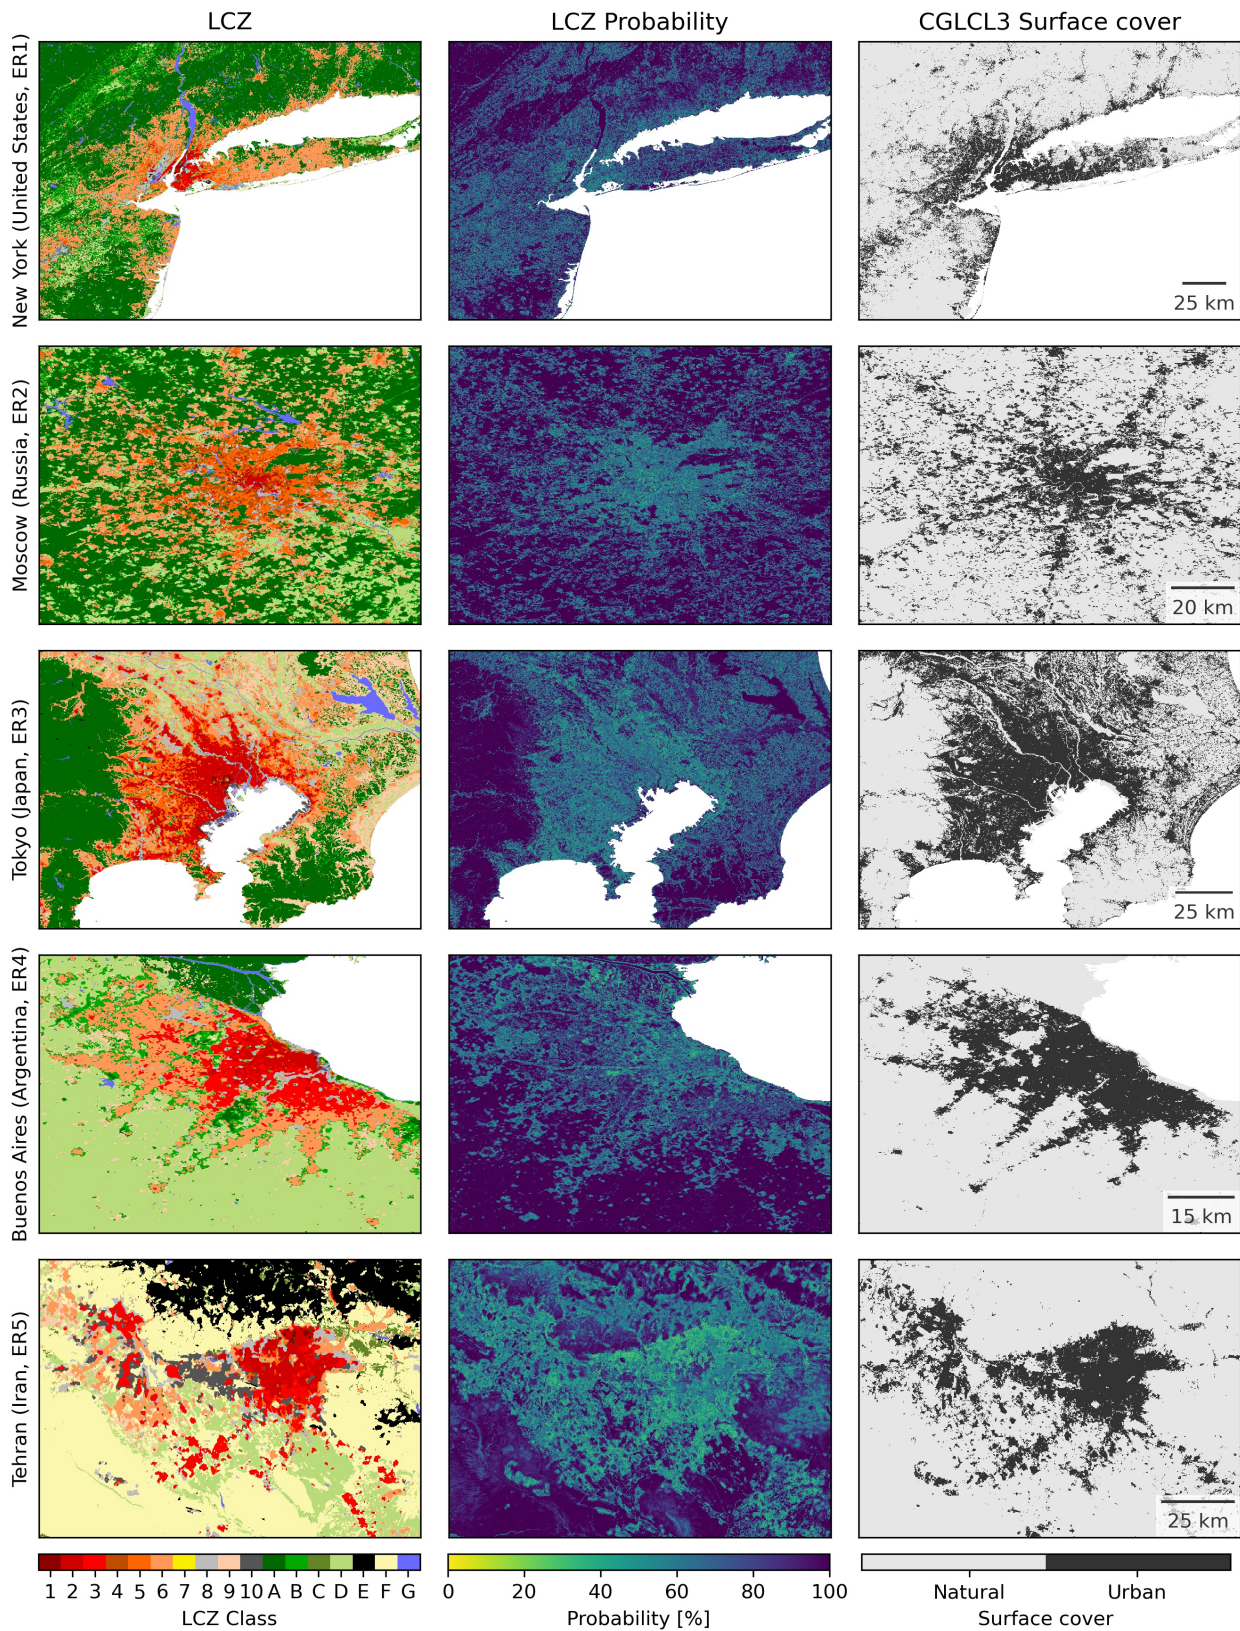 LCZ
LCZ Probability
CGLCL3 Surface cover
New York (United States, ER1)
25 km
Moscow (Russia, ER2)
20 km
Tokyo (Japan, ER3)
25 km
Buenos Aires (Argentina, ER4)
15 km
Tehran (Iran, ER5)
25 km
1 2 3 4 5 6 7 8 9 10 A B C D E F G
LCZ Class
0 20 40 60 80 100
Probability [%]
Natural Urban
Surface cover